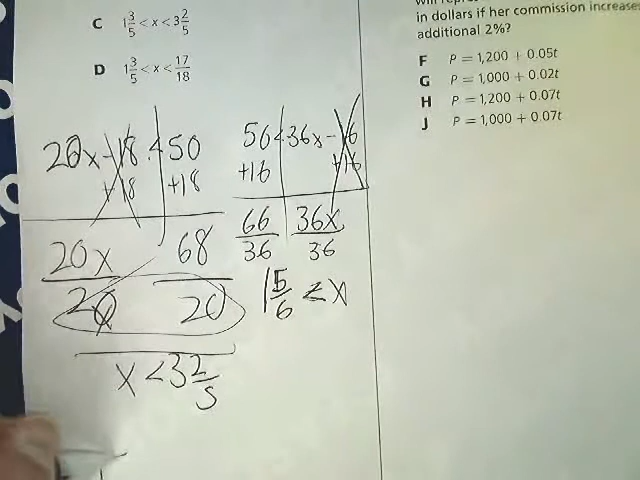 C 1 3/5 < x < 3 2/5
D 1 3/5 < x < 17/18
in dollars if her commission increases
additional 2%?
F P = 1,200 + 0.05t
G P = 1,000 + 0.02t
H P = 1,200 + 0.07t
J P = 1,000 + 0.07t
20x - 18 < 50
+18 +18
20x 68
20 20
x < 3 2/5
50 < 36x - 16
+16 +16
66 36x
36 36
1 5/6 < x